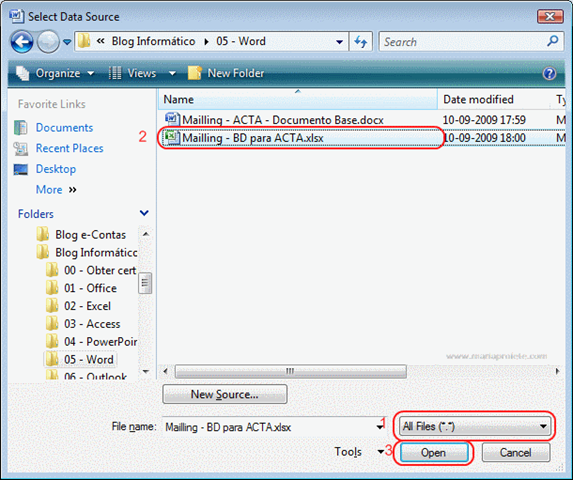 Select Data Source
« Blog Informático ▸ 05 - Word
Search
Organize Views New Folder
Favorite Links
Documents
Recent Places
Desktop
More »
Folders
Blog e-Contas
Blog Informático
00 - Obter cert
01 - Office
02 - Excel
03 - Access
04 - PowerPoin
05 - Word
06 - Outlook
Name Date modified Ty
Mailling - ACTA - Documento Base.docx 10-09-2009 17:59 M
2 Mailling - BD para ACTA.xlsx 10-09-2009 18:00 M
New Source...
File name: Mailling - BD para ACTA.xlsx 1 All Files (*.*)
Tools 3 Open Cancel